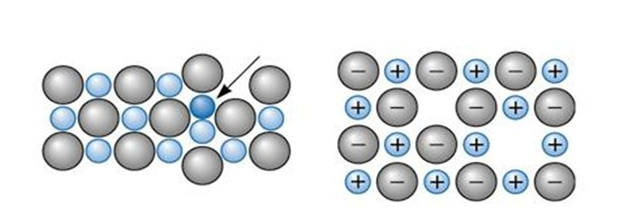 − + − + − +
+ − − + −
− + − + +
+ − + − + −